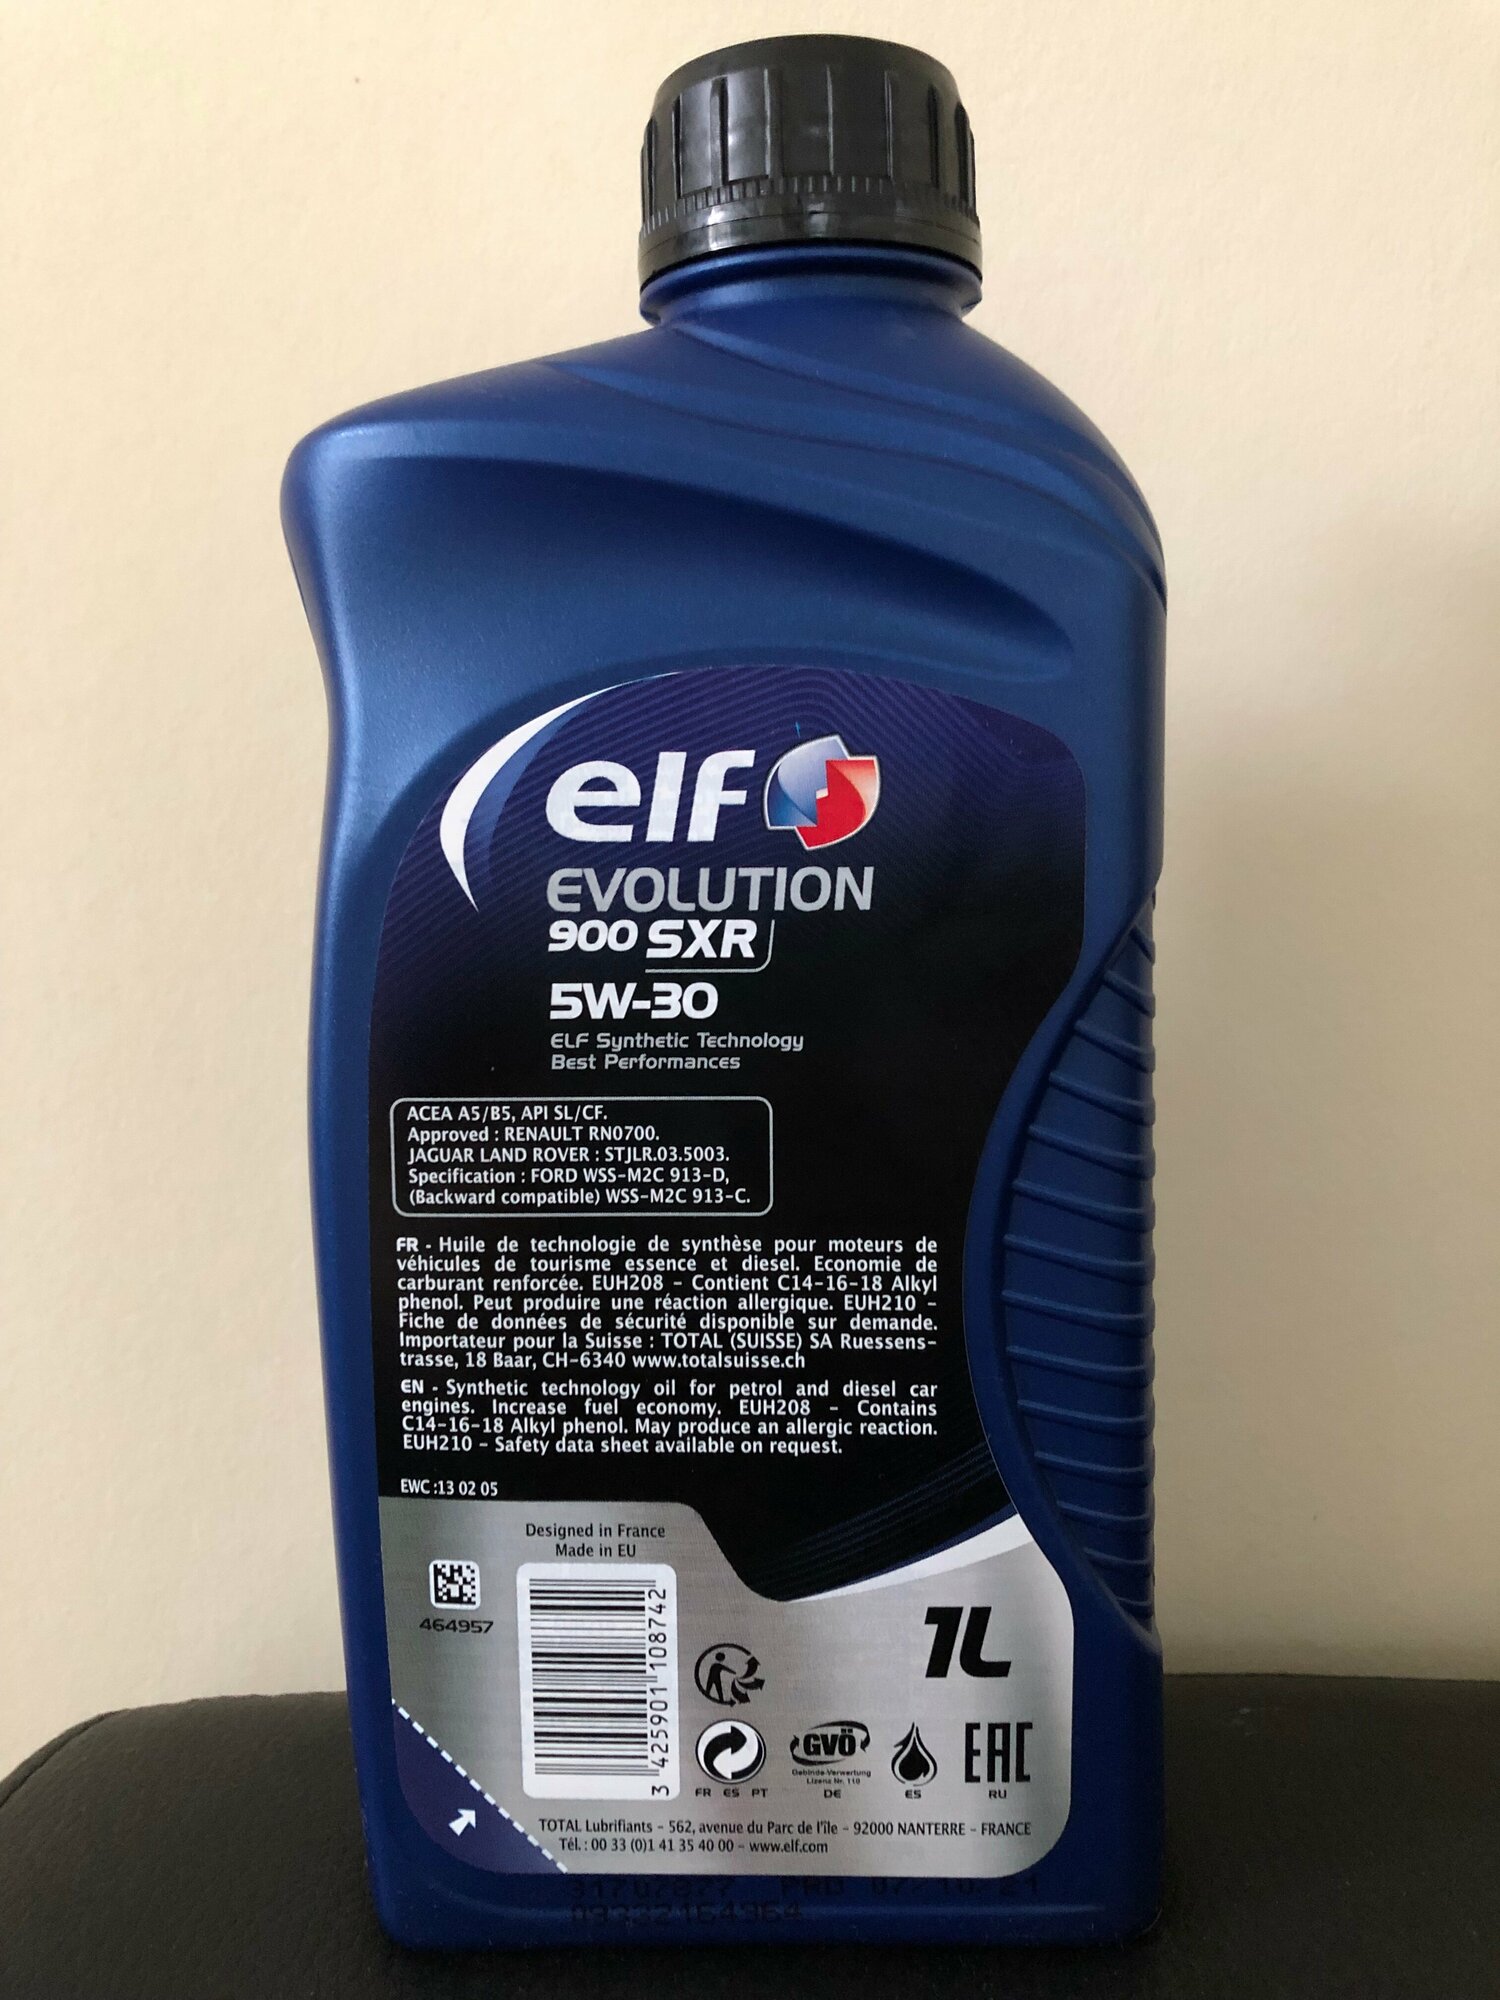 elf
EVOLUTION
900 SXR
5W-30
ELF Synthetic Technology
Best Performances
ACEA A5/B5, API SL/CF.
Approved : RENAULT RN0700.
JAGUAR LAND ROVER : STJLR.03.5003.
Specification : FORD WSS-M2C 913-D,
(Backward compatible) WSS-M2C 913-C.
FR - Huile de technologie de synthèse pour moteurs de
véhicules de tourisme essence et diesel. Economie de
carburant renforcée. EUH208 - Contient C14-16-18 Alkyl
phenol. Peut produire une réaction allergique. EUH210 -
Fiche de données de sécurité disponible sur demande.
Importateur pour la Suisse : TOTAL (SUISSE) SA Ruessens-
trasse, 18 Baar, CH-6340 www.totalsuisse.ch
EN - Synthetic technology oil for petrol and diesel car
engines. Increase fuel economy. EUH208 - Contains
C14-16-18 Alkyl phenol. May produce an allergic reaction.
EUH210 - Safety data sheet available on request.
EWC :13 02 05
Designed in France
Made in EU
464957
3 425901 108742
1L
GVÖ
Gebinde-Verwertung
Lizenz Nr. 110
EAC
FR ES PT
DE
ES
RU
TOTAL Lubrifiants - 562, avenue du Parc de l'île - 92000 NANTERRE - FRANCE
Tél. : 00 33 (0)1 41 35 40 00 - www.elf.com
PRO